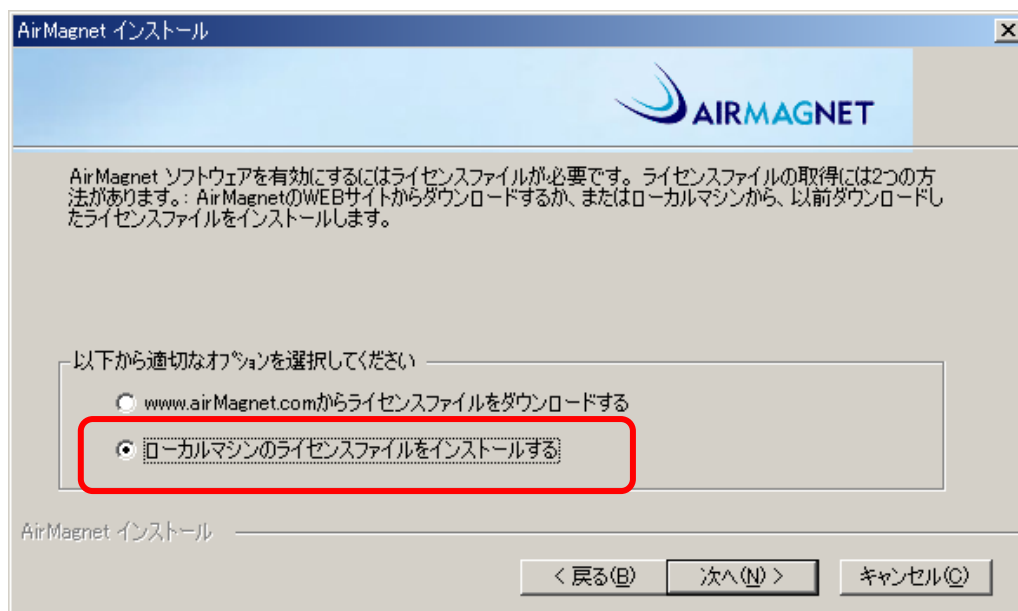 AirMagnet インストール
AIRMAGNET
AirMagnet ソフトウェアを有効にするにはライセンスファイルが必要です。ライセンスファイルの取得には2つの方
法があります。: AirMagnetのWEBサイトからダウンロードするか、またはローカルマシンから、以前ダウンロードし
たライセンスファイルをインストールします。
以下から適切なオプションを選択してください
www.airMagnet.comからライセンスファイルをダウンロードする
ローカルマシンのライセンスファイルをインストールする
AirMagnet インストール
< 戻る(B) 次へ(N) > キャンセル(C)